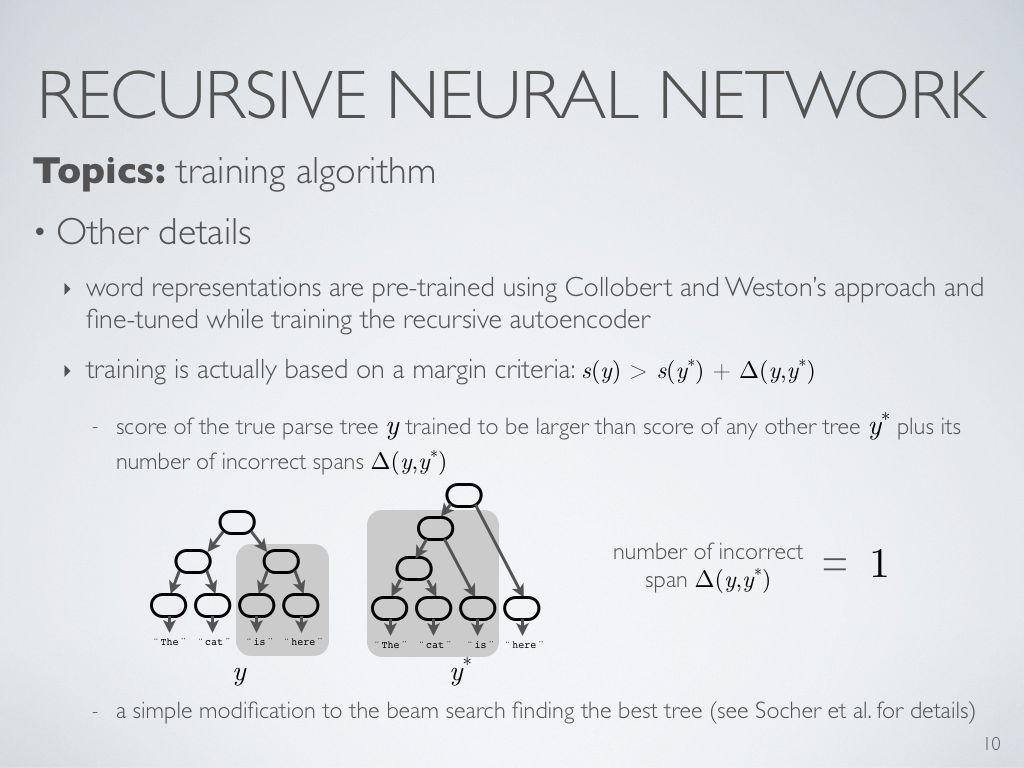 RECURSIVE NEURAL NETWORK
Topics: training algorithm
• Other details
‣ word representations are pre-trained using Collobert and Weston's approach and
fine-tuned while training the recursive autoencoder
‣ training is actually based on a margin criteria: s(y) > s(y*) + Δ(y,y*)
- score of the true parse tree y trained to be larger than score of any other tree y* plus its
number of incorrect spans Δ(y,y*)
number of incorrect
span Δ(y,y*) = 1
"The" "cat" "is" "here"
y
"The" "cat" "is" "here"
y*
- a simple modification to the beam search finding the best tree (see Socher et al. for details)
10